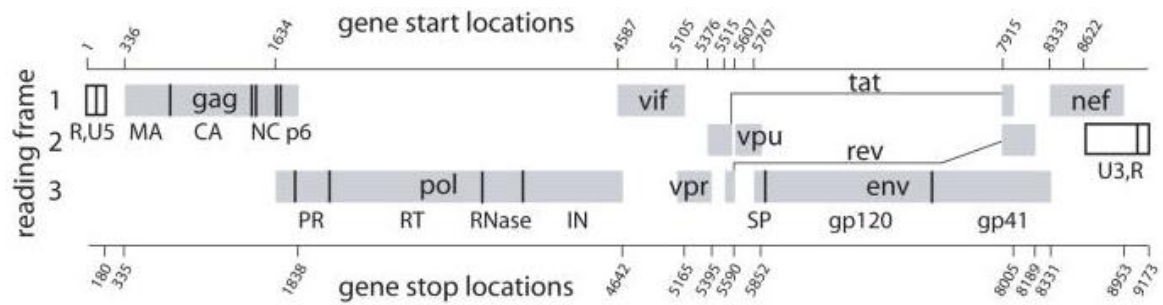 gene start locations
1 336 1634 4587 5105 5376 5515 5607 5767 7915 8333 8622
reading frame
1 gag vif tat nef
R,U5 MA CA NC p6
2 vpu rev
U3,R
3 pol vpr env
PR RT RNase IN SP gp120 gp41
180 335 1838 4642 5165 5395 5590 5852 8005 8189 8331 8953 9173
gene stop locations